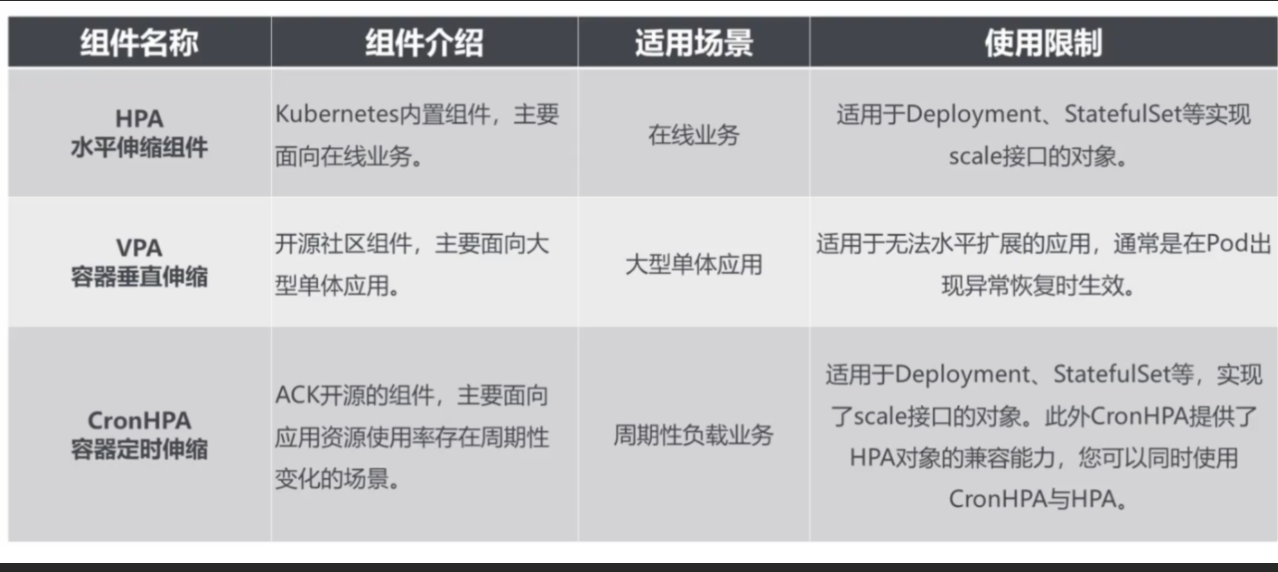 组件名称
组件介绍
适用场景
使用限制
HPA
水平伸缩组件
Kubernetes内置组件，主要
面向在线业务。
在线业务
适用于Deployment、StatefulSet等实现
scale接口的对象。
VPA
容器垂直伸缩
开源社区组件，主要面向大
型单体应用。
大型单体应用
适用于无法水平扩展的应用，通常是在Pod出
现异常恢复时生效。
CronHPA
容器定时伸缩
ACK开源的组件，主要面向
应用资源使用率存在周期性
变化的场景。
周期性负载业务
适用于Deployment、StatefulSet等，实现
了scale接口的对象。此外CronHPA提供了
HPA对象的兼容能力，您可以同时使用
CronHPA与HPA。